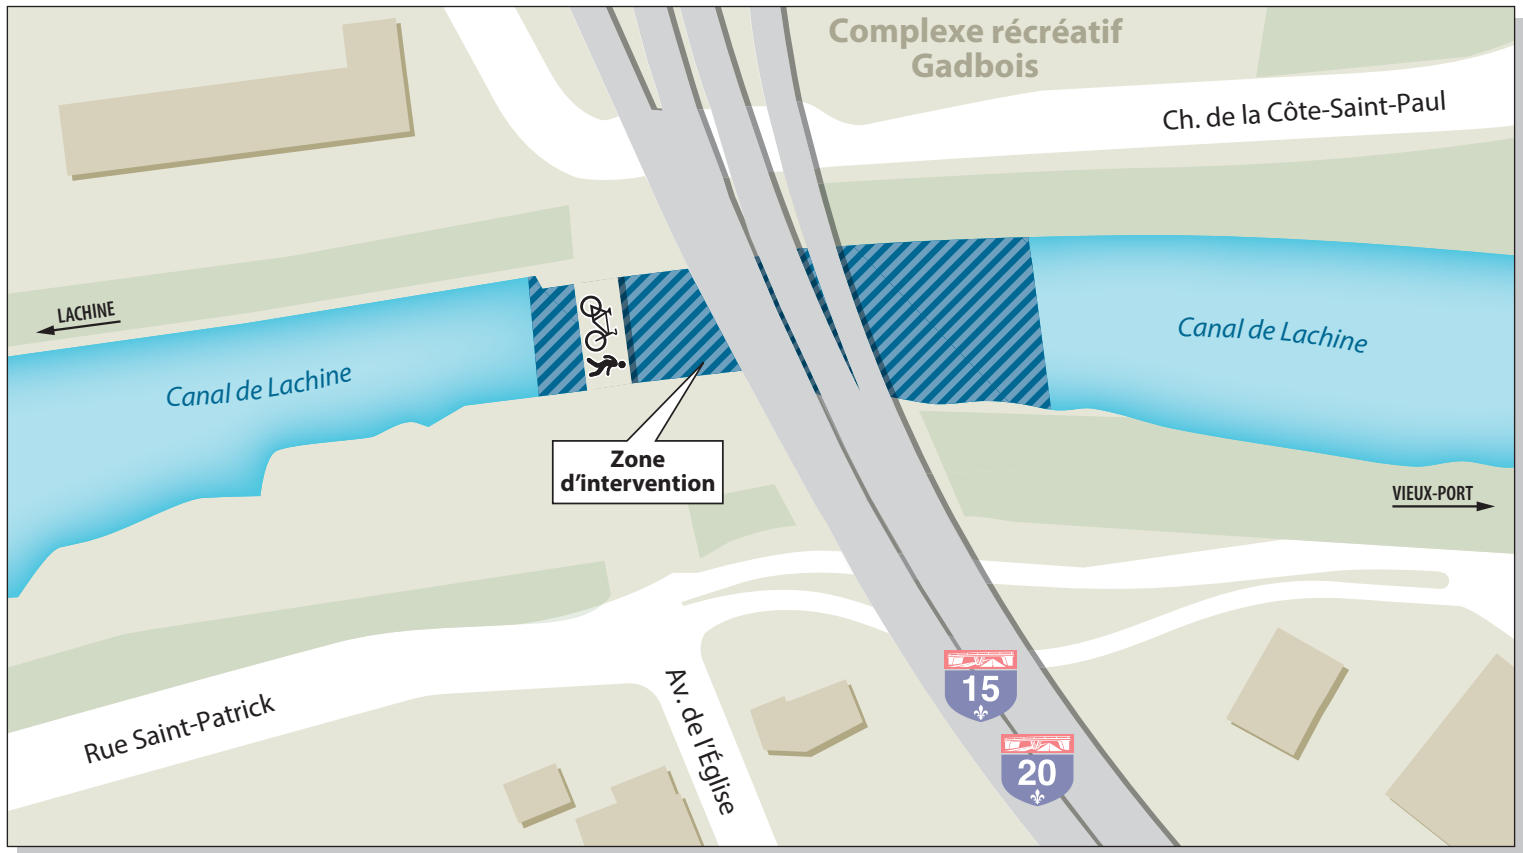 Complexe récréatif
Gadbois
Ch. de la Côte-Saint-Paul
LACHINE
Canal de Lachine
Canal de Lachine
Zone
d’intervention
VIEUX-PORT
Rue Saint-Patrick
Av. de l’Église
15
20